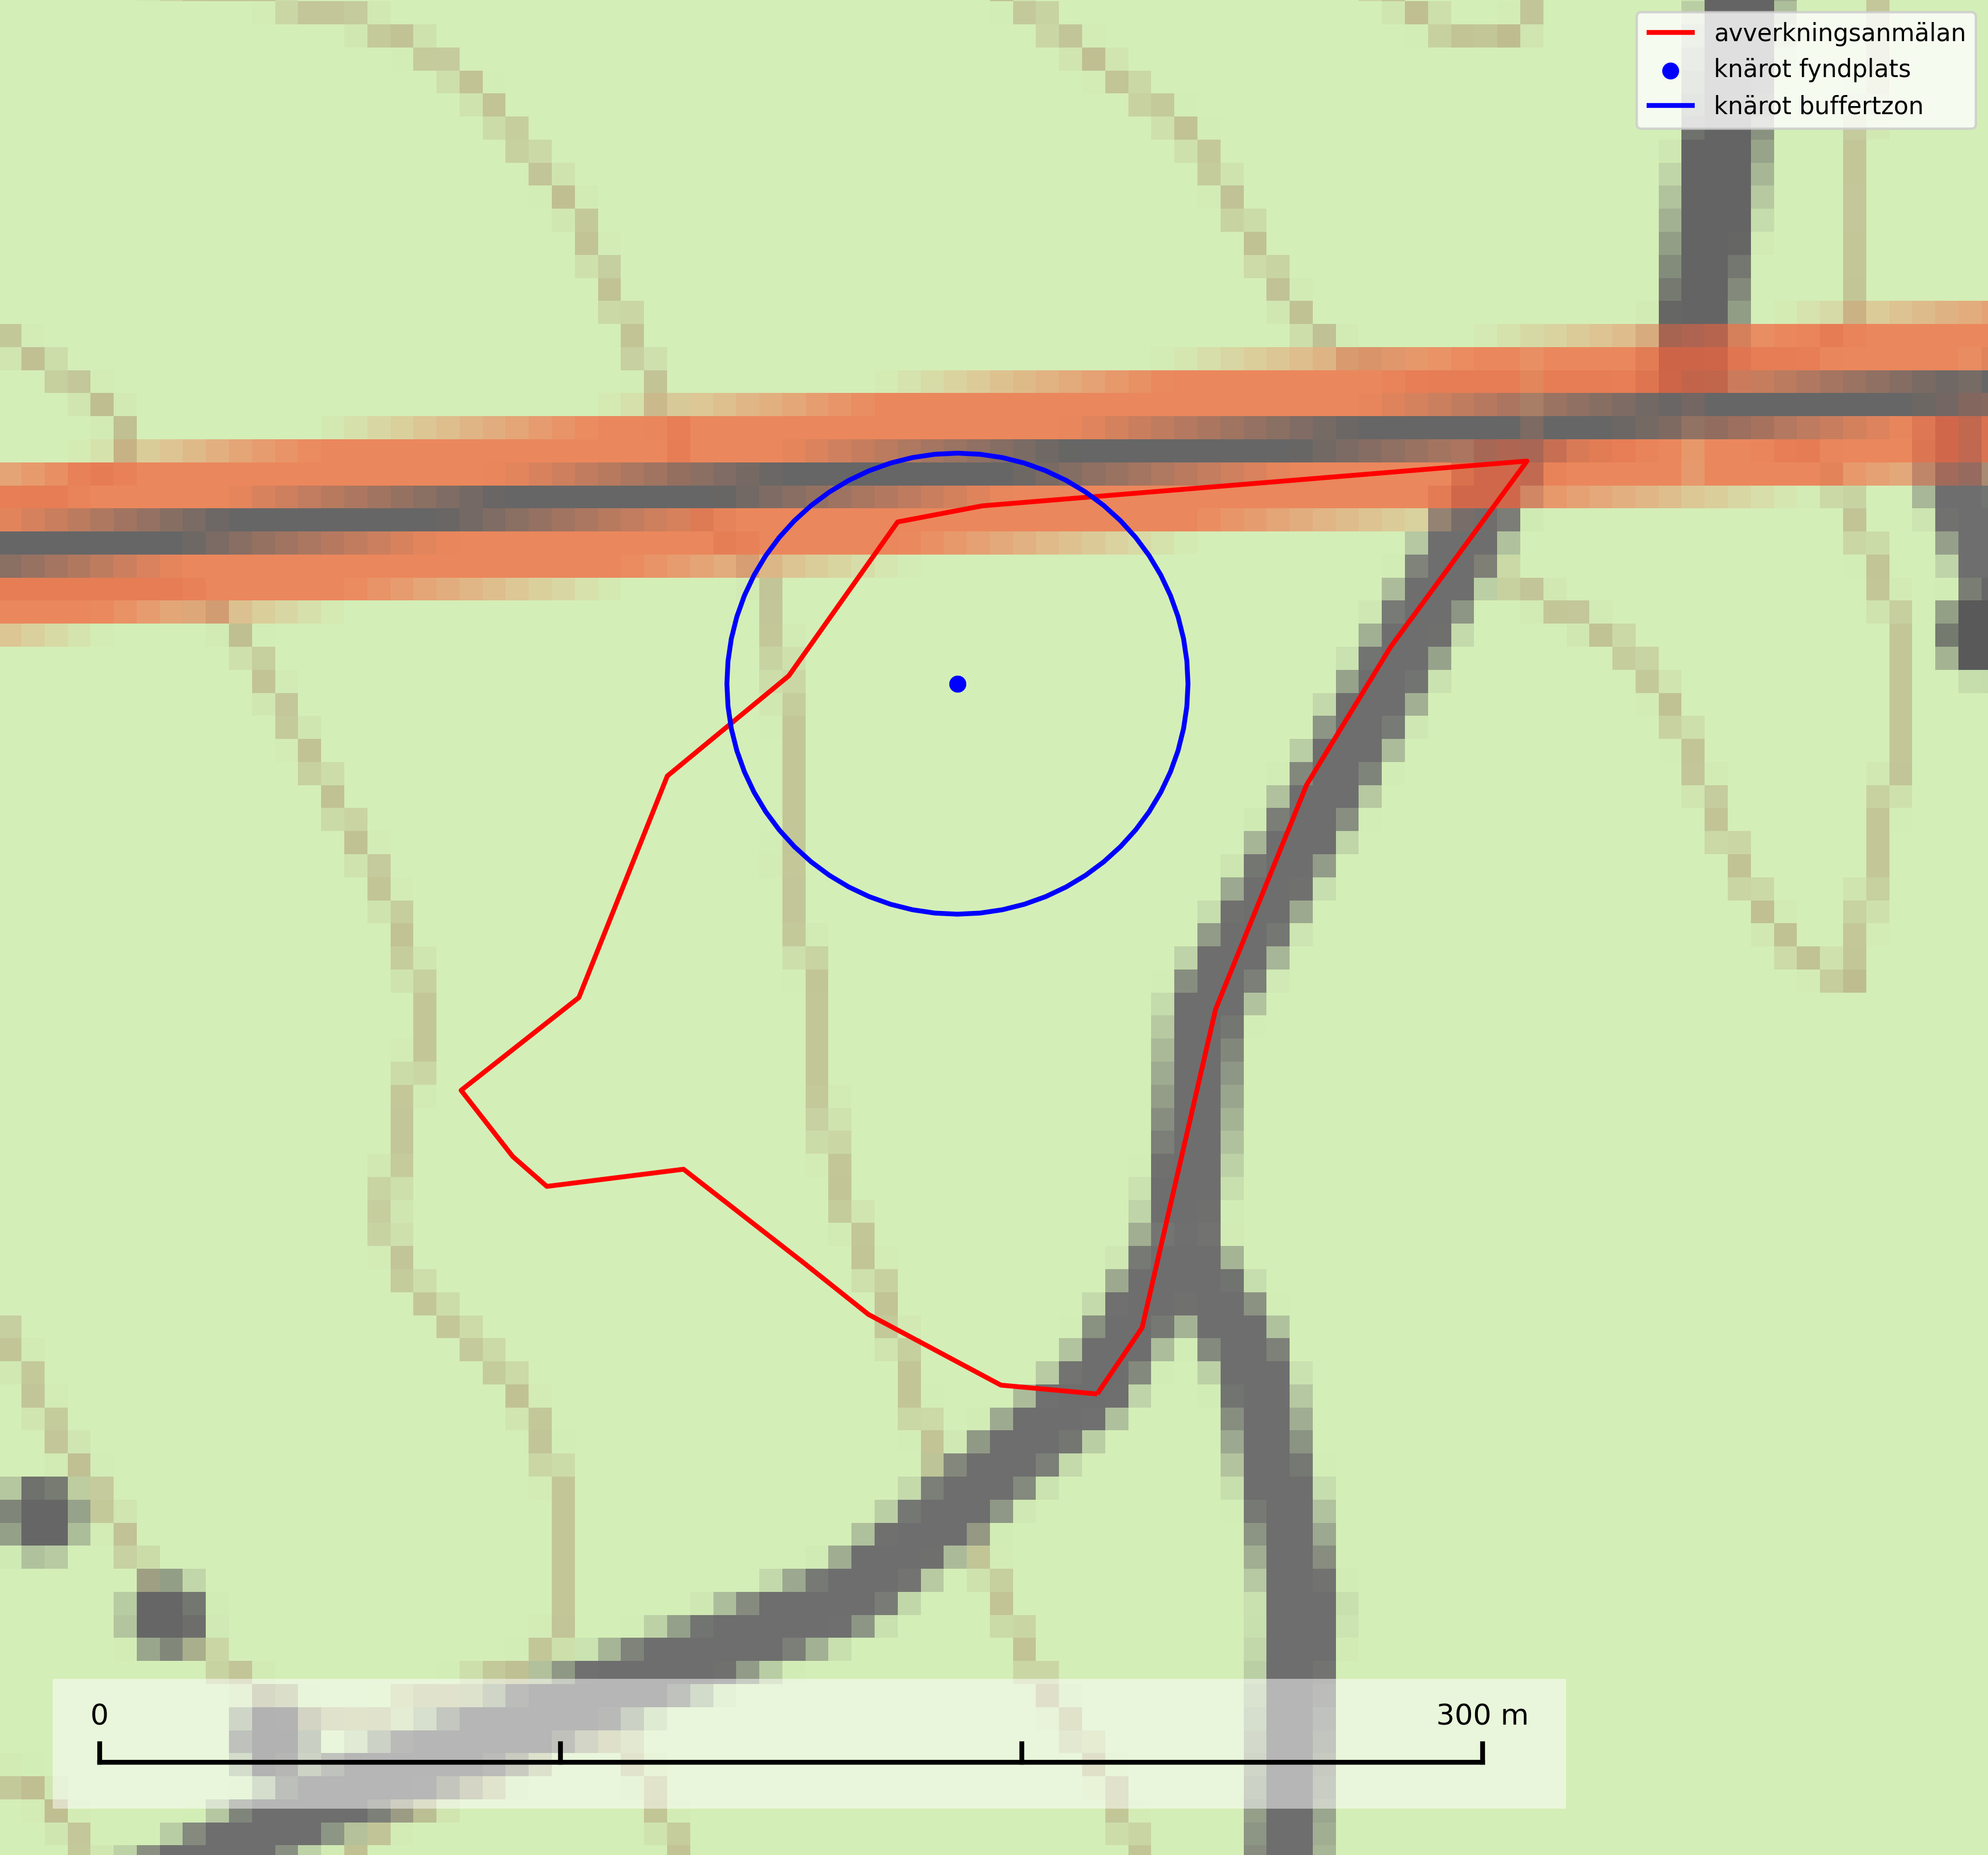 avverkningsanmälan
knärot fyndplats
knärot buffertzon
0
300 m